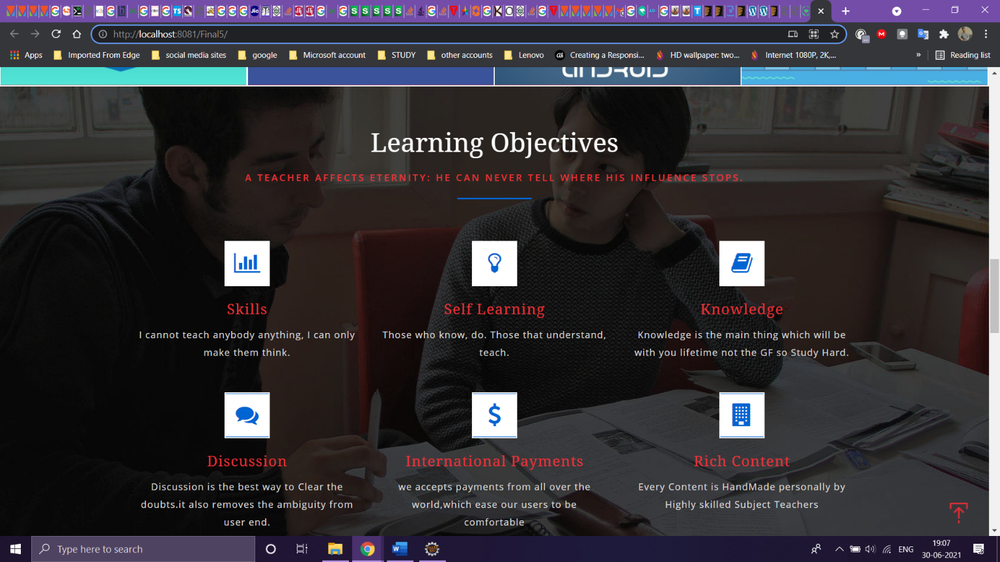 http://localhost:8081/Final5/
Apps
Imported From Edge
social media sites
google
Microsoft account
STUDY
other accounts
Lenovo
Creating a Responsi...
HD wallpaper: two...
Internet 1080P, 2K,...
»
Reading list
Learning Objectives
A TEACHER AFFECTS ETERNITY: HE CAN NEVER TELL WHERE HIS INFLUENCE STOPS.
Skills
I cannot teach anybody anything, I can only
make them think.
Self Learning
Those who know, do. Those that understand,
teach.
Knowledge
Knowledge is the main thing which will be
with you lifetime not the GF so Study Hard.
Discussion
Discussion is the best way to Clear the
doubts.it also removes the ambiguity from
user end.
International Payments
we accepts payments from all over the
world,which ease our users to be
comfortable
Rich Content
Every Content is HandMade personally by
Highly skilled Subject Teachers
Type here to search
ENG
19:07
30-06-2021